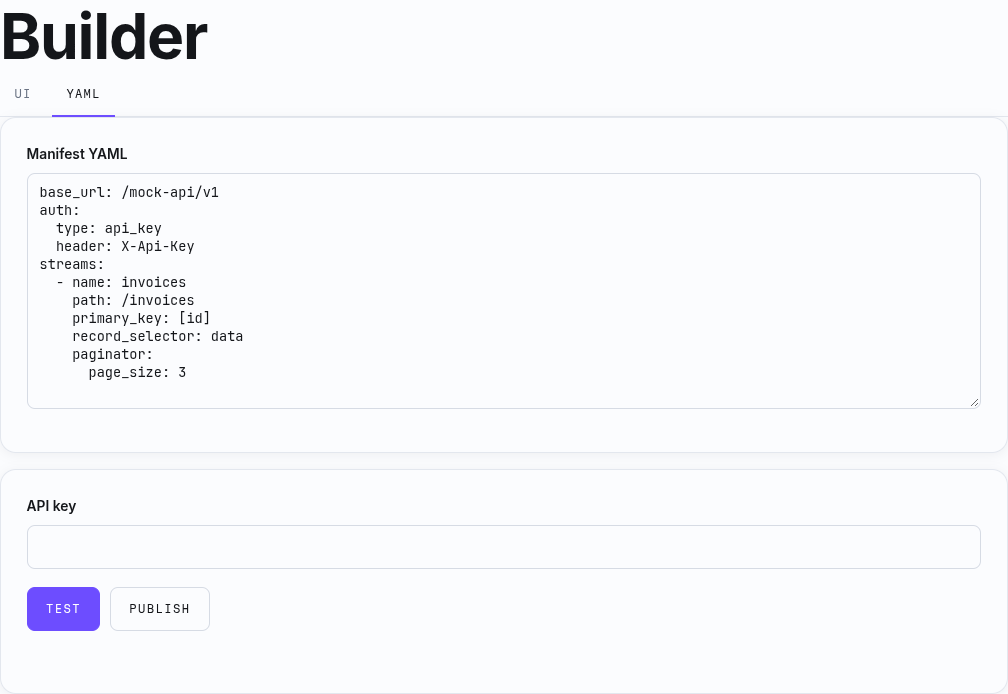 Builder
UI YAML
Manifest YAML
base_url: /mock-api/v1
auth:
  type: api_key
  header: X-Api-Key
streams:
  - name: invoices
    path: /invoices
    primary_key: [id]
    record_selector: data
    paginator:
      page_size: 3
API key
TEST PUBLISH